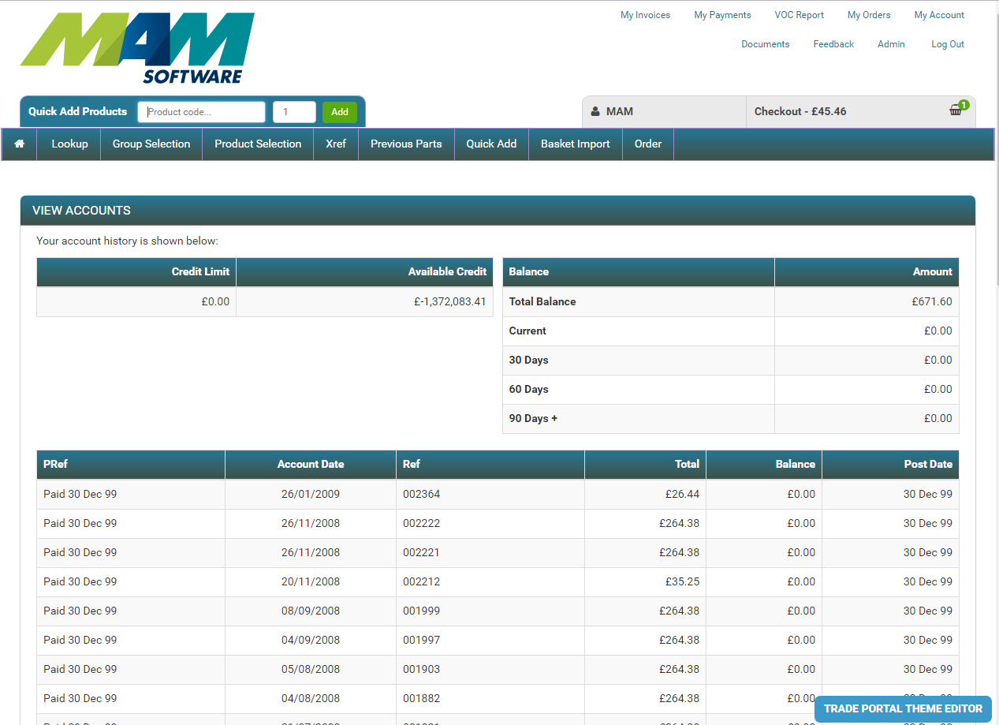 MAM
SOFTWARE
My Invoices My Payments VOC Report My Orders My Account
Documents Feedback Admin Log Out
Quick Add Products Product code... 1 Add
MAM Checkout - £45.46 1
Lookup Group Selection Product Selection Xref Previous Parts Quick Add Basket Import Order
VIEW ACCOUNTS
Your account history is shown below:
Credit Limit Available Credit
£0.00 £-1,372,083.41
Balance Amount
Total Balance £671.60
Current £0.00
30 Days £0.00
60 Days £0.00
90 Days + £0.00
PRef Account Date Ref Total Balance Post Date
Paid 30 Dec 99 26/01/2009 002364 £26.44 £0.00 30 Dec 99
Paid 30 Dec 99 26/11/2008 002222 £264.38 £0.00 30 Dec 99
Paid 30 Dec 99 26/11/2008 002221 £264.38 £0.00 30 Dec 99
Paid 30 Dec 99 20/11/2008 002212 £35.25 £0.00 30 Dec 99
Paid 30 Dec 99 08/09/2008 001999 £264.38 £0.00 30 Dec 99
Paid 30 Dec 99 04/09/2008 001997 £264.38 £0.00 30 Dec 99
Paid 30 Dec 99 05/08/2008 001903 £264.38 £0.00 30 Dec 99
Paid 30 Dec 99 04/08/2008 001882 £264.38 £0.00
TRADE PORTAL THEME EDITOR